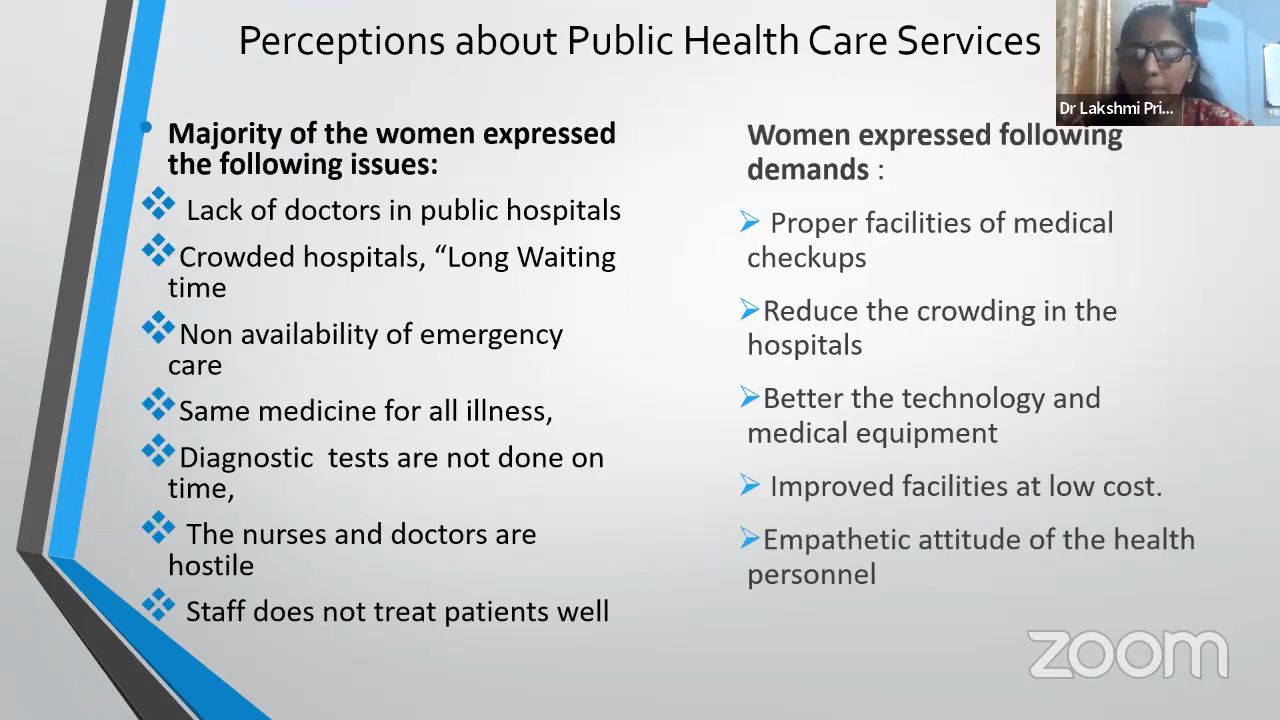 Perceptions about Public Health Care Services
Dr Lakshmi Pri...
Majority of the women expressed
the following issues:
Lack of doctors in public hospitals
Crowded hospitals, “Long Waiting
time
Non availability of emergency
care
Same medicine for all illness,
Diagnostic tests are not done on
time,
The nurses and doctors are
hostile
Staff does not treat patients well
Women expressed following
demands :
Proper facilities of medical
checkups
Reduce the crowding in the
hospitals
Better the technology and
medical equipment
Improved facilities at low cost.
Empathetic attitude of the health
personnel
zoom